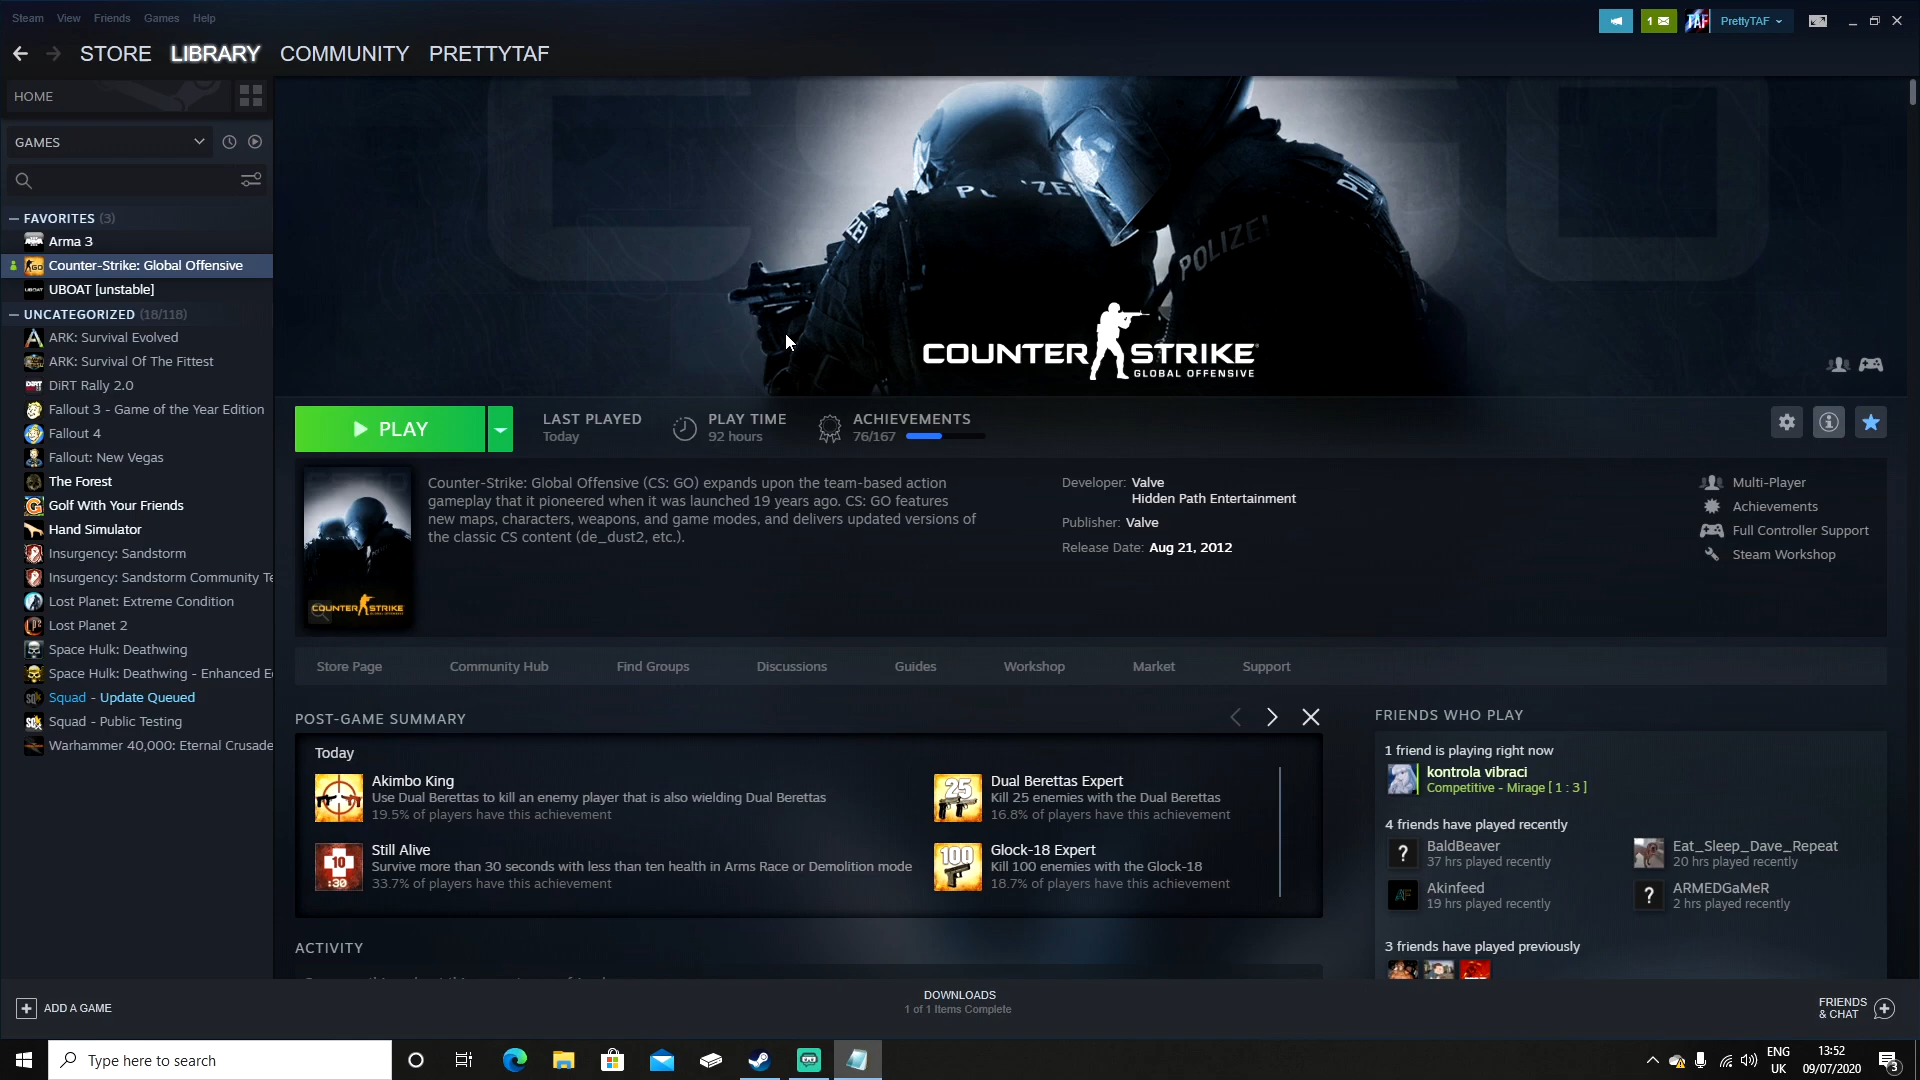 Steam View Friends Games Help
1
TAF
PrettyTAF
STORE LIBRARY COMMUNITY PRETTYTAF
HOME
GAMES
FAVORITES (3)
Arma 3
Counter-Strike: Global Offensive
UBOAT [unstable]
UNCATEGORIZED (18/118)
ARK: Survival Evolved
ARK: Survival Of The Fittest
DiRT Rally 2.0
Fallout 3 - Game of the Year Edition
Fallout 4
Fallout: New Vegas
The Forest
Golf With Your Friends
Hand Simulator
Insurgency: Sandstorm
Insurgency: Sandstorm Community Te
Lost Planet: Extreme Condition
Lost Planet 2
Space Hulk: Deathwing
Space Hulk: Deathwing - Enhanced E
Squad - Update Queued
Squad - Public Testing
Warhammer 40,000: Eternal Crusade
POLIZEI
COUNTER STRIKE
GLOBAL OFFENSIVE
PLAY
LAST PLAYED
Today
PLAY TIME
92 hours
ACHIEVEMENTS
76/167
COUNTER STRIKE
Counter-Strike: Global Offensive (CS: GO) expands upon the team-based action
gameplay that it pioneered when it was launched 19 years ago. CS: GO features
new maps, characters, weapons, and game modes, and delivers updated versions of
the classic CS content (de_dust2, etc.).
Developer: Valve
Hidden Path Entertainment
Publisher: Valve
Release Date: Aug 21, 2012
Multi-Player
Achievements
Full Controller Support
Steam Workshop
Store Page Community Hub Find Groups Discussions Guides Workshop Market Support
POST-GAME SUMMARY
Today
Akimbo King
Use Dual Berettas to kill an enemy player that is also wielding Dual Berettas
19.5% of players have this achievement
25
Dual Berettas Expert
Kill 25 enemies with the Dual Berettas
16.8% of players have this achievement
10
:30
Still Alive
Survive more than 30 seconds with less than ten health in Arms Race or Demolition mode
33.7% of players have this achievement
100
Glock-18 Expert
Kill 100 enemies with the Glock-18
18.7% of players have this achievement
ACTIVITY
FRIENDS WHO PLAY
1 friend is playing right now
kontrola vibraci
Competitive - Mirage [ 1 : 3 ]
4 friends have played recently
BaldBeaver
37 hrs played recently
Eat_Sleep_Dave_Repeat
20 hrs played recently
Akinfeed
19 hrs played recently
ARMEDGaMeR
2 hrs played recently
3 friends have played previously
ADD A GAME
DOWNLOADS
1 of 1 Items Complete
FRIENDS
& CHAT
Type here to search
ENG
UK
13:52
09/07/2020
3